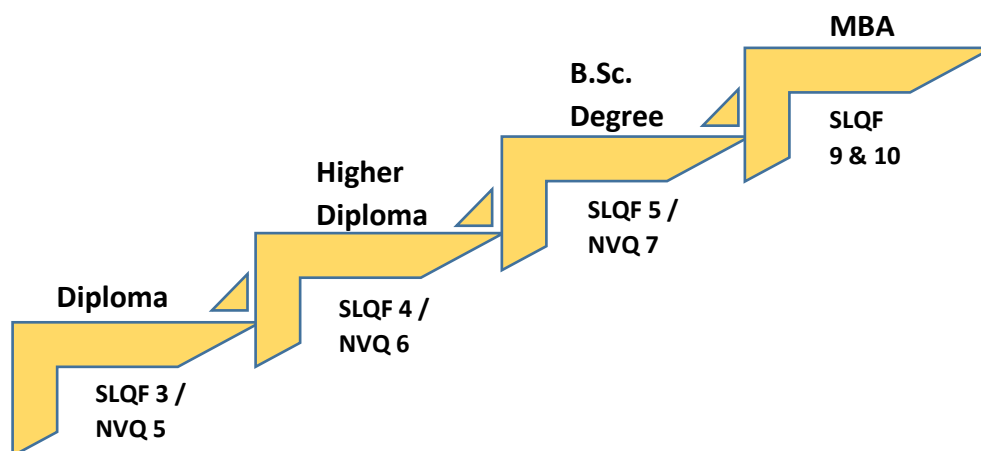 MBA
SLQF
9 & 10
B.Sc.
Degree
SLQF 5 /
NVQ 7
Higher
Diploma
SLQF 4 /
NVQ 6
Diploma
SLQF 3 /
NVQ 5